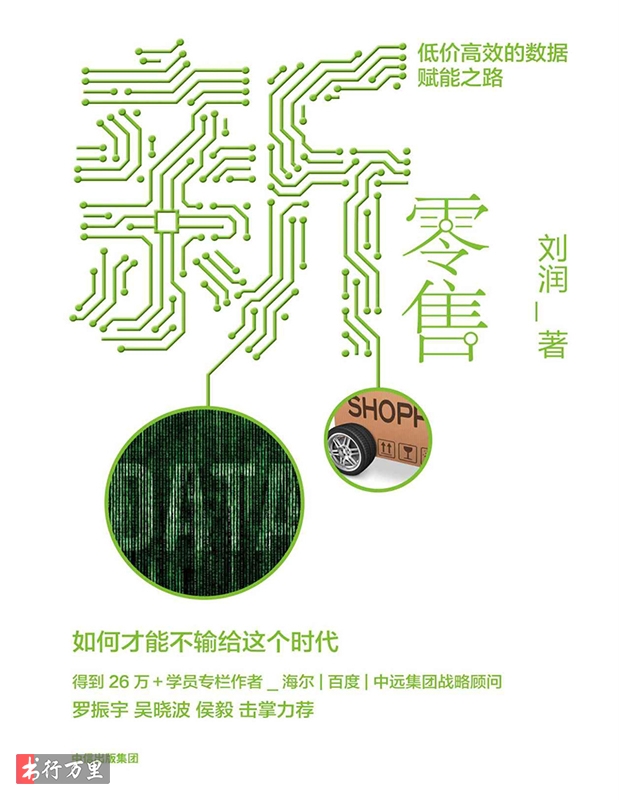 低价高效的数据
赋能之路
新
零售
刘润_著
SHOPP
DATA
如何才能不输给这个时代
得到 26 万+学员专栏作者_海尔|百度|中远集团战略顾问
罗振宇 吴晓波 侯毅 击掌力荐
中信出版集团
书行万里